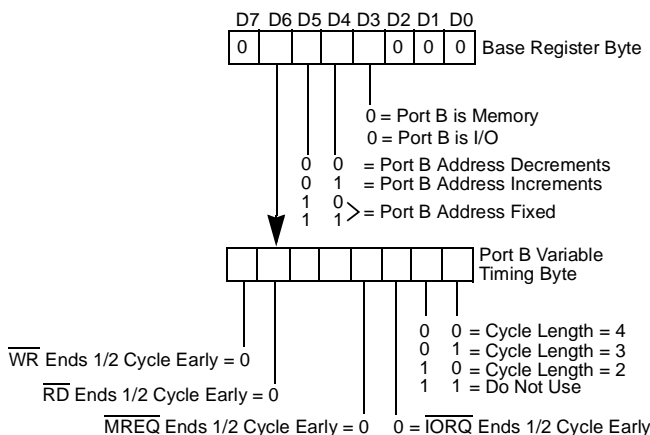 D7 D6 D5 D4 D3 D2 D1 D0
0 0 0 0 Base Register Byte
0 = Port B is Memory
0 = Port B is I/O
0 0 = Port B Address Decrements
0 1 = Port B Address Increments
1 0
1 1 > = Port B Address Fixed
Port B Variable
Timing Byte
0 0 = Cycle Length = 4
0 1 = Cycle Length = 3
1 0 = Cycle Length = 2
1 1 = Do Not Use
WR Ends 1/2 Cycle Early = 0
RD Ends 1/2 Cycle Early = 0
MREQ Ends 1/2 Cycle Early = 0 0 = IORQ Ends 1/2 Cycle Early